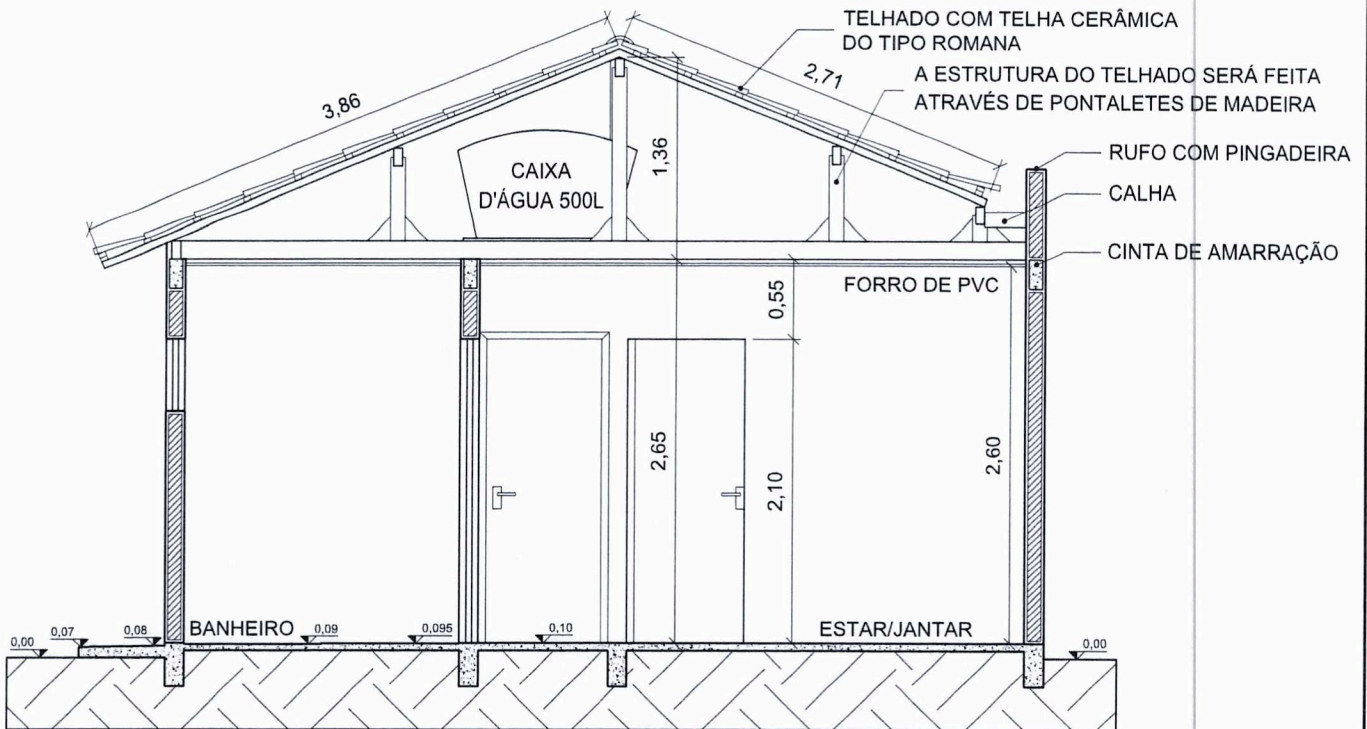 TELHADO COM TELHA CERÂMICA
DO TIPO ROMANA
A ESTRUTURA DO TELHADO SERÁ FEITA
ATRAVÉS DE PONTALETES DE MADEIRA
3,86
2,71
RUFO COM PINGADEIRA
CAIXA
D'ÁGUA 500L
1,36
CALHA
CINTA DE AMARRAÇÃO
FORRO DE PVC
0,55
2,65
2,10
2,60
0,00
0,07
0,08
BANHEIRO
0,09
0,095
0,10
ESTAR/JANTAR
0,00